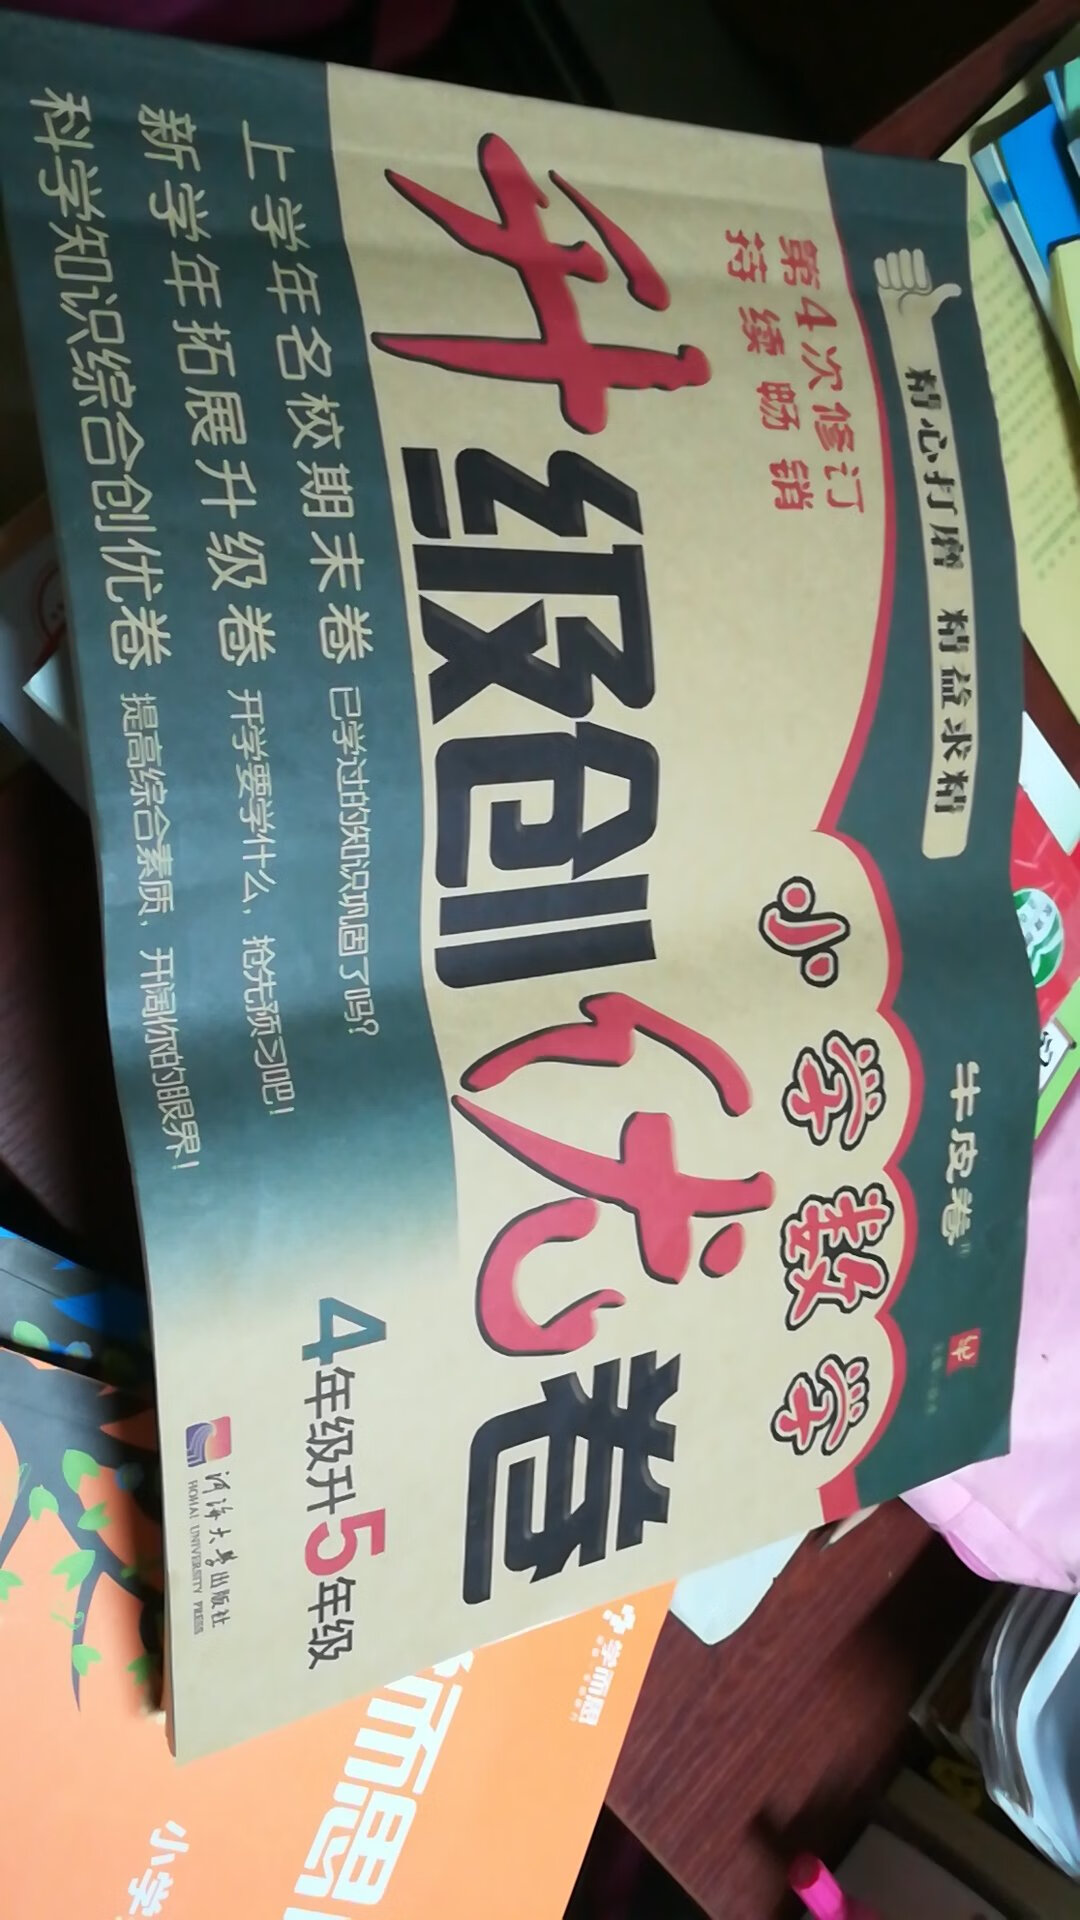 精心打磨 精益求精
牛皮卷
第4次修订
持续畅销
小学数学
升级创优卷
上学年名校期末卷 已学过的知识巩固了吗?
新学年拓展升级卷 开学要学什么,抢先预习吧!
科学知识综合创优卷 提高综合素质,开阔你的眼界!
4年级升5年级
河海大学出版社
HOHAI UNIVERSITY PRESS
学而思
而思
小学